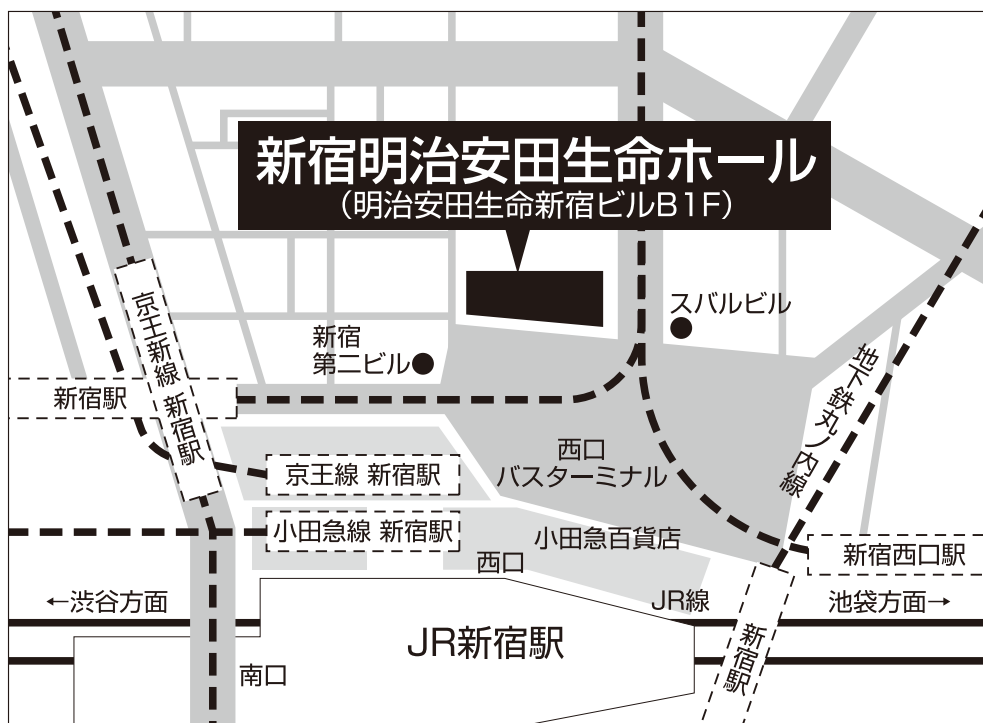 新宿明治安田生命ホール
（明治安田生命新宿ビルB1F）
スバルビル
新宿
第二ビル
京王新線 新宿駅
新宿駅
地下鉄丸ノ内線
西口
バスターミナル
京王線 新宿駅
小田急線 新宿駅
小田急百貨店
新宿西口駅
西口
←渋谷方面
JR線
池袋方面→
JR新宿駅
新宿駅
南口